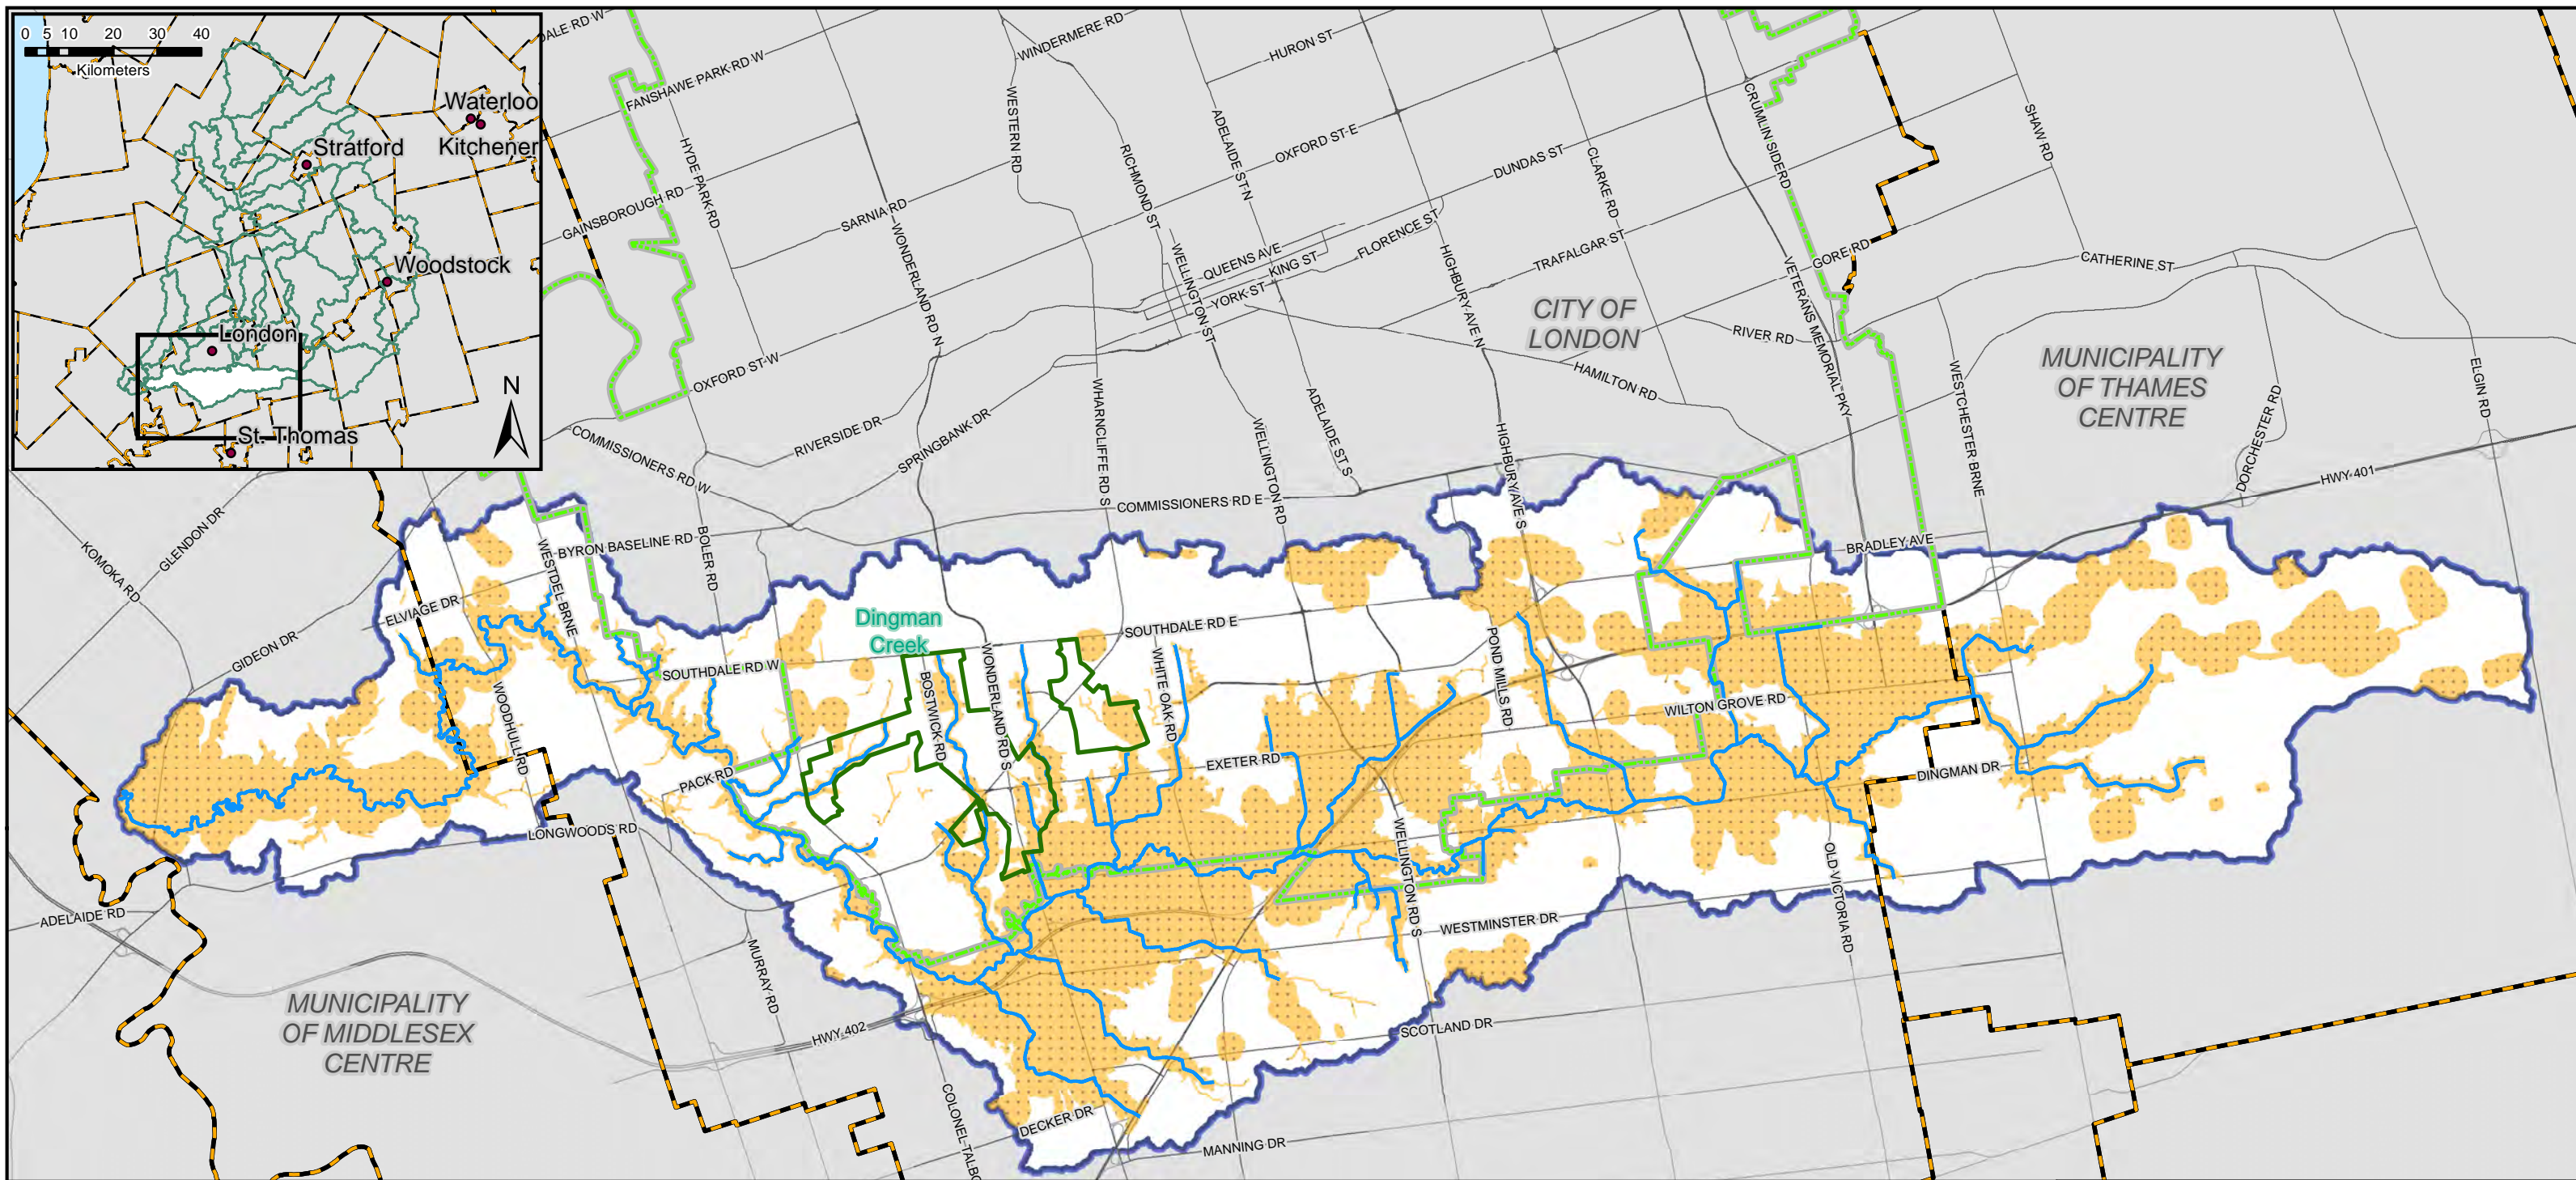 0 5 10 20 30 40
Kilometers
Waterloo
Kitchener
Stratford
Woodstock
London
St. Thomas
N
DALE RD W
FANSHAWE PARK RD W
WINDERMERE RD
HURON ST
WESTERN RD
HYDE PARK RD
GAINSBOROUGH RD
SARNIA RD
RICHMOND ST
ADELAIDE ST N
OXFORD ST E
DUNDAS ST
CLARKE RD
CRUMLIN SIDERD
SHAW RD
WONDERLAND RD N
WELLINGTON ST
QUEENS AVE
KING ST
YORK ST
FLORENCE ST
HIGHBURY AVE N
TRAFALGAR ST
GORE RD
CATHERINE ST
VETERANS MEMORIAL PKY
CITY OF
LONDON
RIVER RD
MUNICIPALITY
OF THAMES
CENTRE
HAMILTON RD
WESTCHESTER BRNE
ELGIN RD
DORCHESTER RD
HWY 401
OXFORD ST W
RIVERSIDE DR
SPRINGBANK DR
COMMISSIONERS RD W
WHARNCLIFFE RD S
WELLINGTON RD
ADELAIDE ST S
HIGHBURY AVE S
COMMISSIONERS RD E
GLENDON DR
KOMOKA RD
GIDEON DR
BYRON BASELINE RD
WESTDEL BRNE
BOLER RD
BRADLEY AVE
ELVIAGE DR
Dingman
Creek
SOUTHDALE RD E
SOUTHDALE RD W
BOSTWICK RD
WONDERLAND RD S
WHITE OAK RD
POND MILLS RD
WILTON GROVE RD
WOODHULL RD
PACK RD
EXETER RD
DINGMAN DR
LONGWOODS RD
WELLINGTON RD S
OLD VICTORIA RD
ADELAIDE RD
WESTMINSTER DR
MURRAY RD
MUNICIPALITY
OF MIDDLESEX
CENTRE
HWY 402
SCOTLAND DR
COLONEL TALBO
DECKER DR
MANNING DR